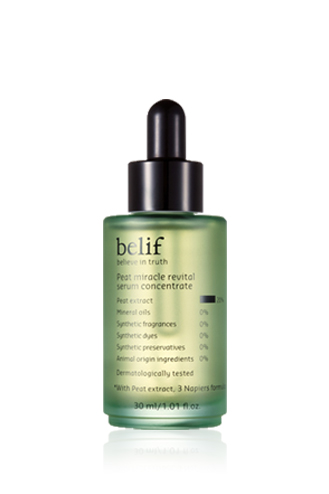 belif
believe in truth
Peat miracle revital
serum concentrate
Peat extract
Mineral oils 0%
Synthetic fragrances 0%
Synthetic dyes 0%
Synthetic preservatives 0%
Animal origin ingredients 0%
Dermatologically tested
*With Peat extract, 3 Napiers
30 ml/1.01 fl.oz.